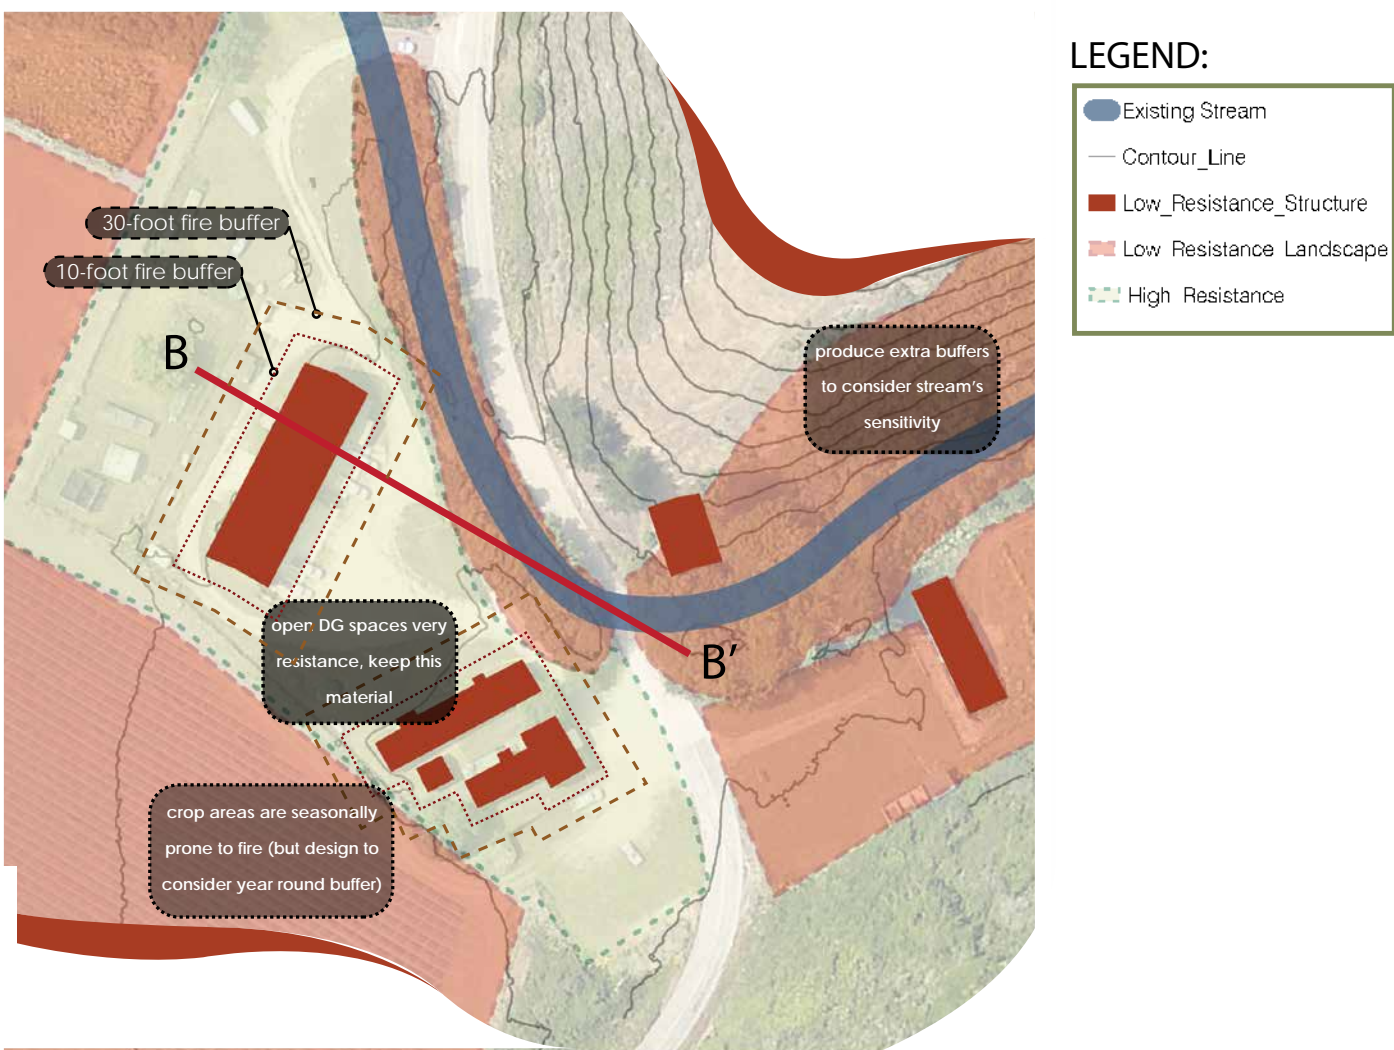 LEGEND:
Existing Stream
Contour_Line
Low_Resistance_Structure
Low Resistance Landscape
High Resistance
30-foot fire buffer
10-foot fire buffer
B
produce extra buffers
to consider stream's
sensitivity
open DG spaces very
resistance, keep this
material
B'
crop areas are seasonally
prone to fire (but design to
consider year round buffer)